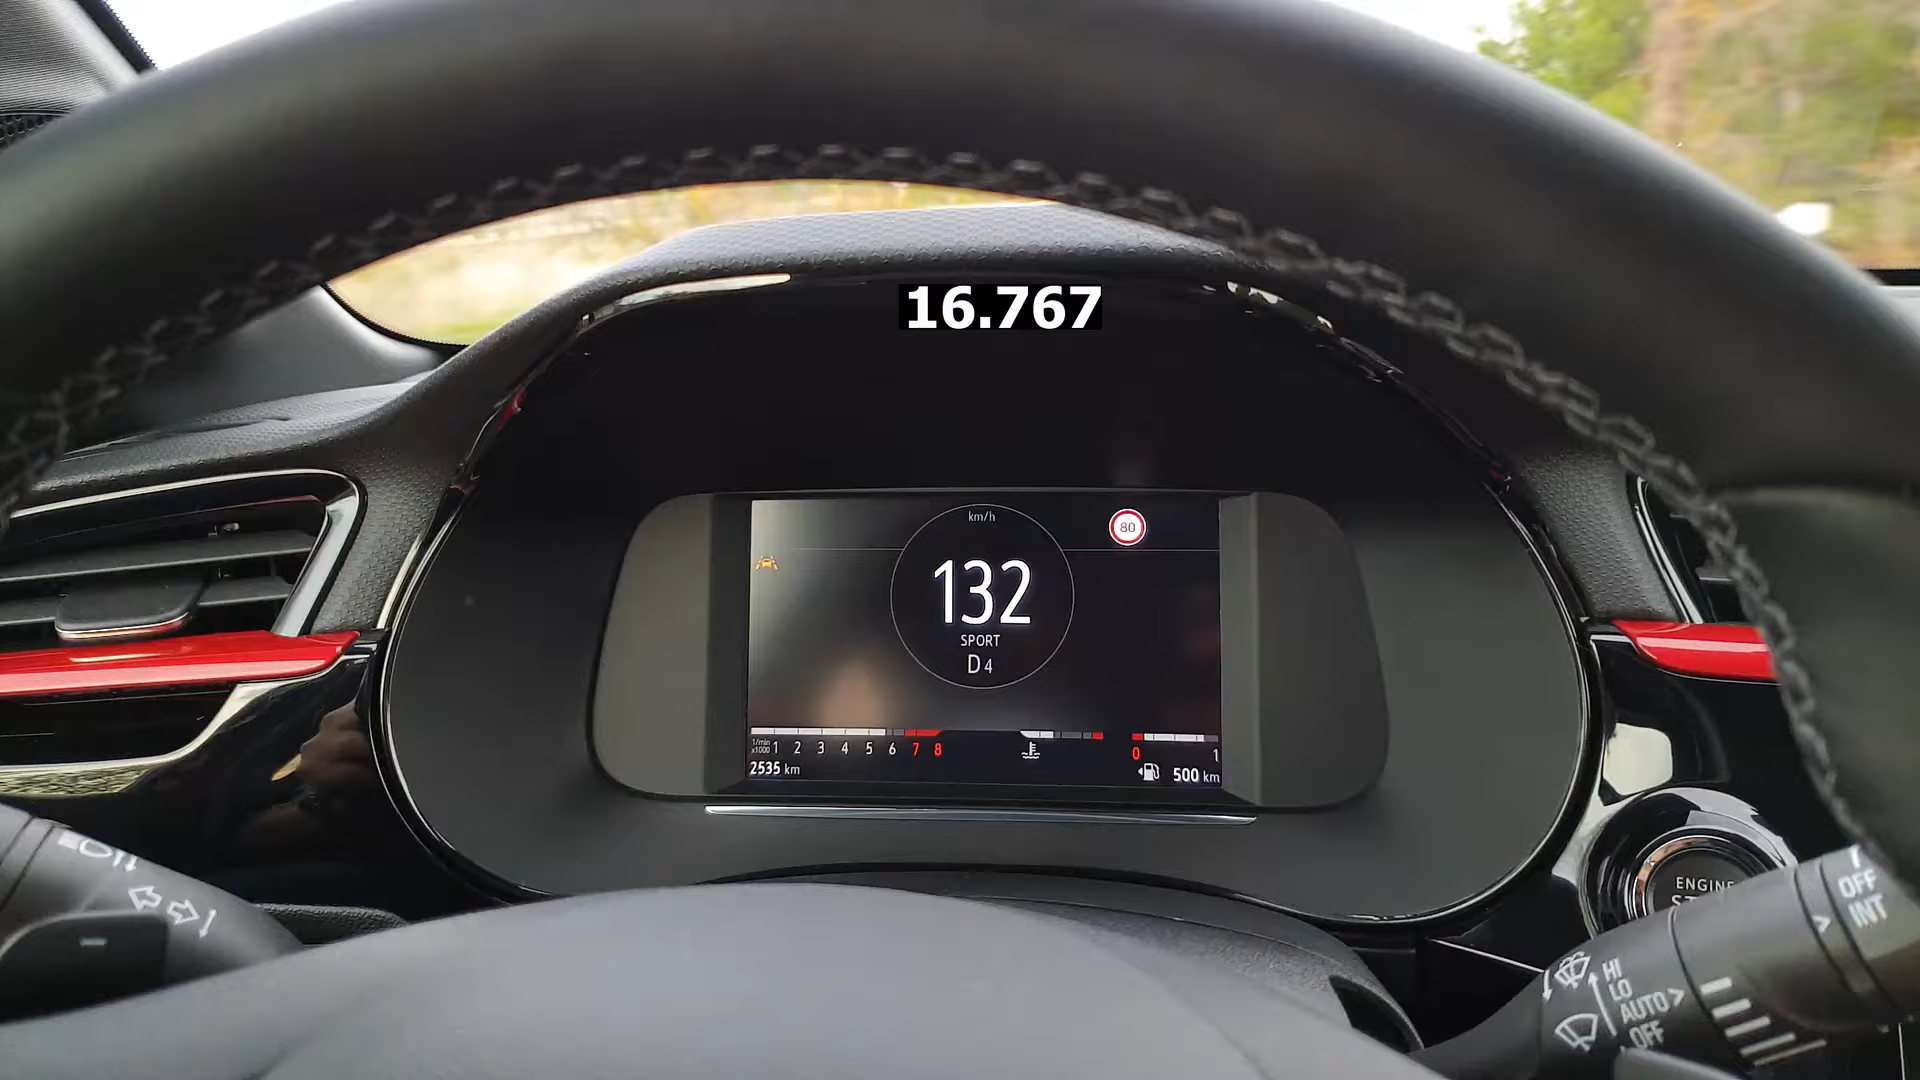 16.767
km/h
80
132
SPORT
D4
1/min x1000 1 2 3 4 5 6 7 8
0 1
2535 km
500 km
ENGINE
OFF
INT
HI
LO
AUTO
OFF